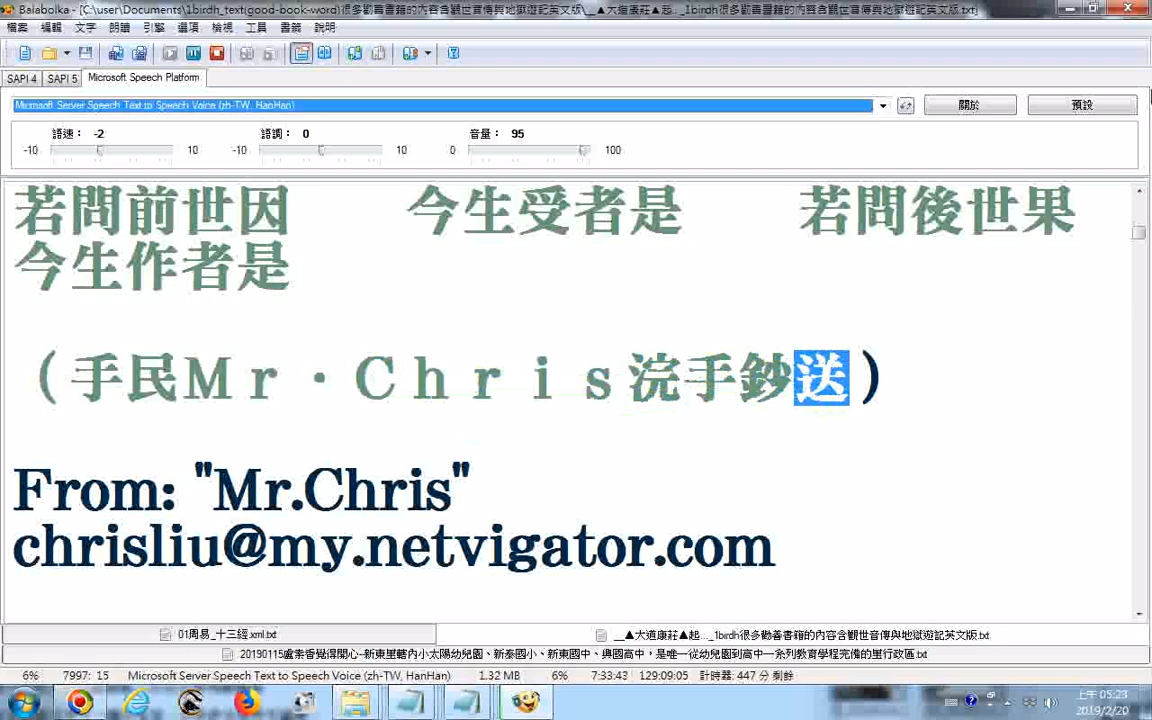 Balabolka - [C:\user\Documents\1birdh_text(good-book-word)很多勸善書籍的內容含觀世音傳與地獄遊記英文版\__▲大道康莊▲起..._1birdh很多勸善書籍的內容含觀世音傳與地獄遊記英文版.txt]
檔案 編輯 文字 朗讀 引擎 選項 檢視 工具 書籤 說明
SAPI 4 SAPI 5 Microsoft Speech Platform
Microsoft Server Speech Text to Speech Voice (zh-TW, HanHan)
關於 預設
語速： -2 語調： 0 音量： 95
-10 10 -10 10 0 100
若問前世因 今生受者是 若問後世果
今生作者是
（手民Ｍｒ．Ｃｈｒｉｓ浣手鈔送）
From: "Mr.Chris"
chrisliu@my.netvigator.com
01周易_十三經.xml.txt
__▲大道康莊▲起..._1birdh很多勸善書籍的內容含觀世音傳與地獄遊記英文版.txt
20190115盧素香覺得開心-新東里轄內小太陽幼兒園、新泰國小、新東國中、興國高中，是唯一從幼兒園到高中一系列教育學程完備的里行政區.txt
6% 7997: 15 Microsoft Server Speech Text to Speech Voice (zh-TW, HanHan) 1.32 MB 6% 7:33:43 129:09:05 計時器: 447 分 剩餘
上午 05:23
2019/2/20